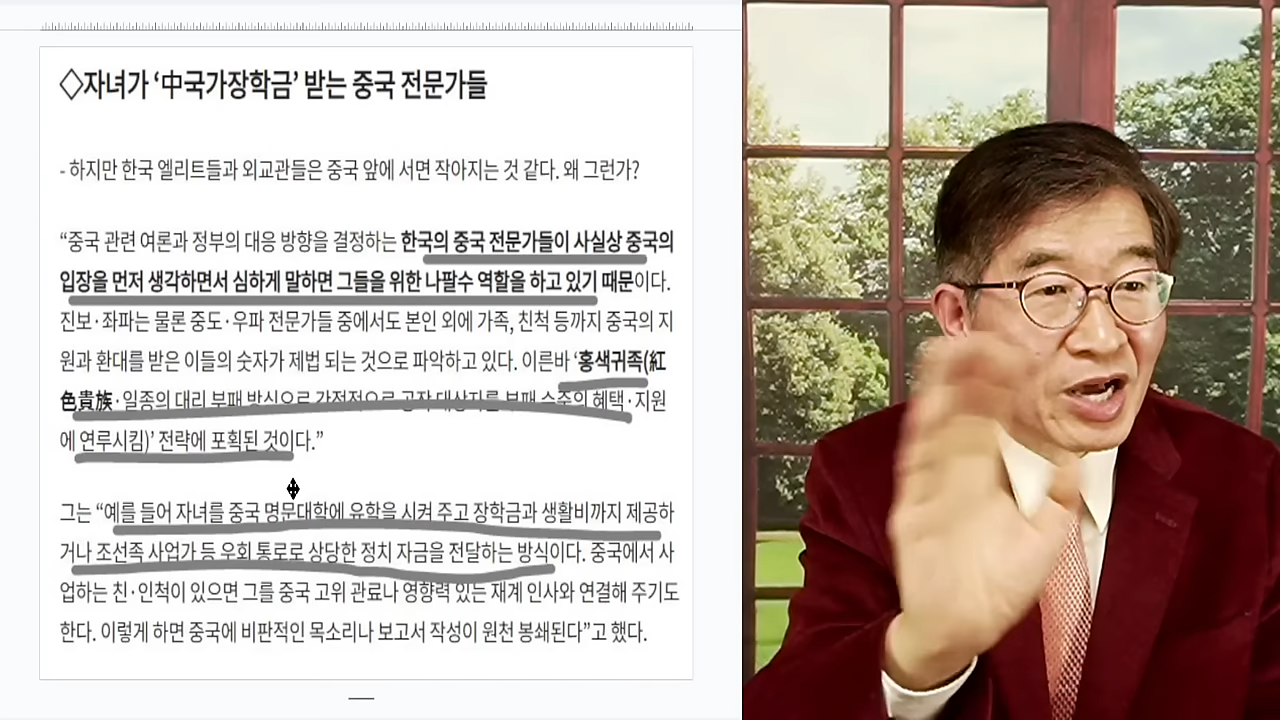 ◇자녀가 ‘中국가장학금’ 받는 중국 전문가들
- 하지만 한국 엘리트들과 외교관들은 중국 앞에 서면 작아지는 것 같다. 왜 그런가?
“중국 관련 여론과 정부의 대응 방향을 결정하는 한국의 중국 전문가들이 사실상 중국의
입장을 먼저 생각하면서 심하게 말하면 그들을 위한 나팔수 역할을 하고 있기 때문이다.
진보·좌파는 물론 중도·우파 전문가들 중에서도 본인 외에 가족, 친척 등까지 중국의 지
원과 환대를 받은 이들의 숫자가 제법 되는 것으로 파악하고 있다. 이른바 ‘홍색귀족(紅
色貴族·일종의 대리 부패 방식으로 간접적으로 공작 대상자를 부패 수준의 혜택·지원
에 연루시킴)’ 전략에 포획된 것이다.”
그는 “예를 들어 자녀를 중국 명문대학에 유학을 시켜 주고 장학금과 생활비까지 제공하
거나 조선족 사업가 등 우회 통로로 상당한 정치 자금을 전달하는 방식이다. 중국에서 사
업하는 친·인척이 있으면 그를 중국 고위 관료나 영향력 있는 재계 인사와 연결해 주기도
한다. 이렇게 하면 중국에 비판적인 목소리나 보고서 작성이 원천 봉쇄된다”고 했다.